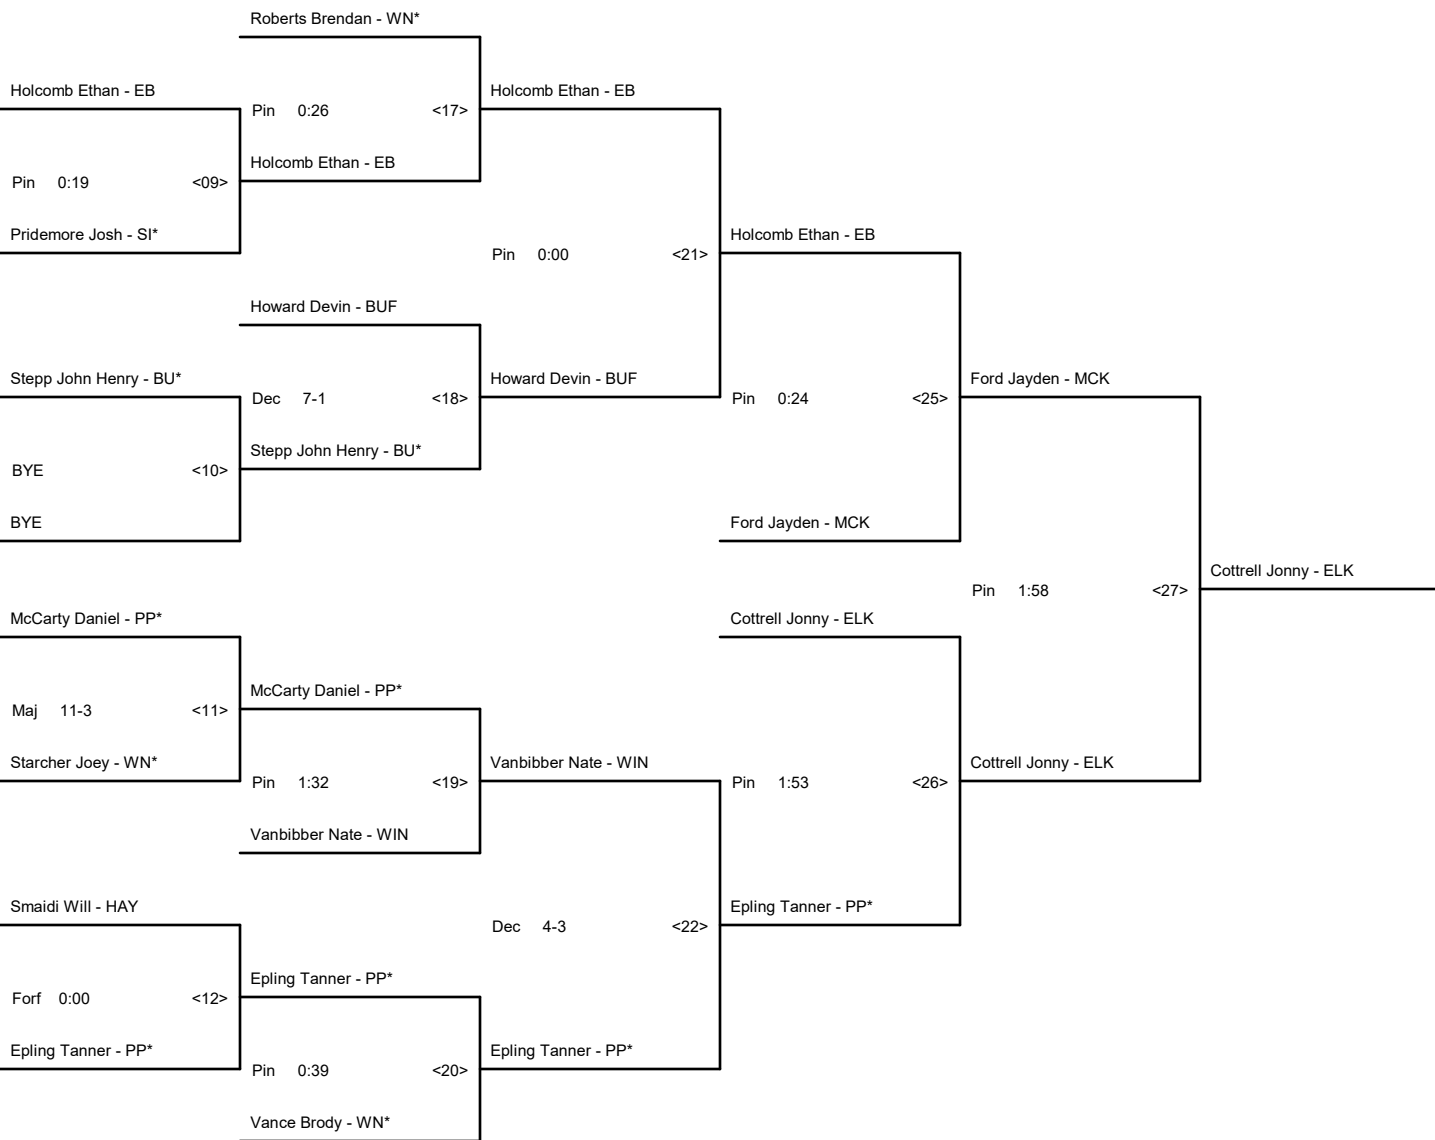 Roberts Brendan - WN*
Holcomb Ethan - EB
Holcomb Ethan - EB
Pin 0:26 <17>
Holcomb Ethan - EB
Pin 0:19 <09>
Pridemore Josh - SI*
Holcomb Ethan - EB
Pin 0:00 <21>
Howard Devin - BUF
Stepp John Henry - BU*
Howard Devin - BUF
Ford Jayden - MCK
Dec 7-1 <18>
Pin 0:24 <25>
Stepp John Henry - BU*
BYE <10>
BYE
Ford Jayden - MCK
Cottrell Jonny - ELK
Pin 1:58 <27>
McCarty Daniel - PP*
Cottrell Jonny - ELK
McCarty Daniel - PP*
Maj 11-3 <11>
Starcher Joey - WN*
Vanbibber Nate - WIN
Cottrell Jonny - ELK
Pin 1:32 <19>
Pin 1:53 <26>
Vanbibber Nate - WIN
Smaidi Will - HAY
Epling Tanner - PP*
Dec 4-3 <22>
Epling Tanner - PP*
Forf 0:00 <12>
Epling Tanner - PP*
Epling Tanner - PP*
Pin 0:39 <20>
Vance Brody - WN*